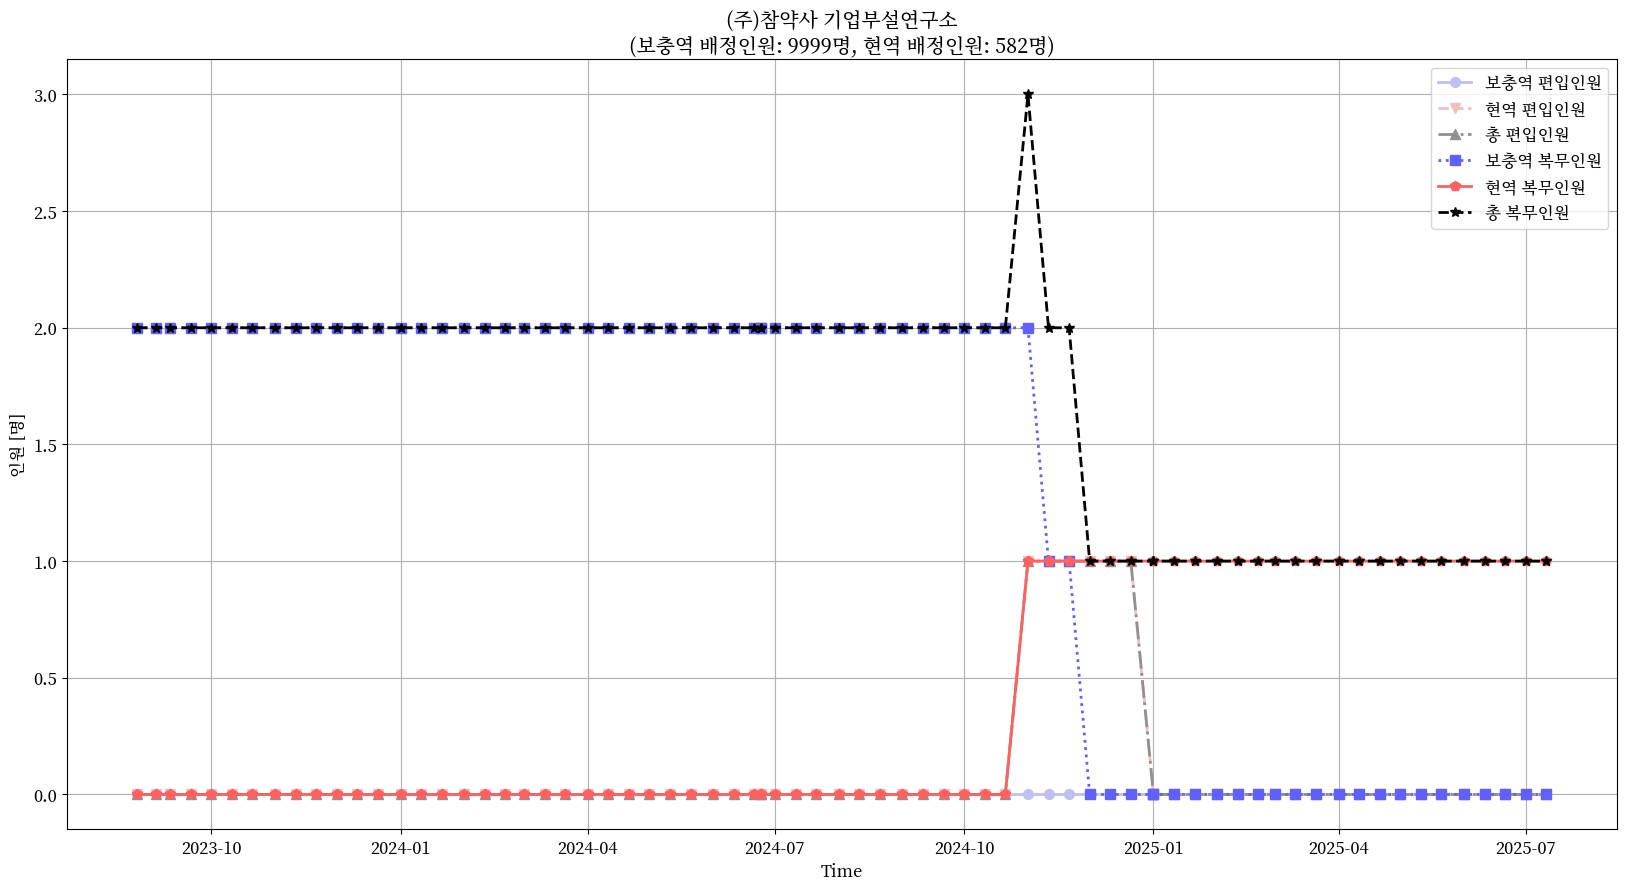 (주)참약사 기업부설연구소
(보충역 배정인원: 9999명, 현역 배정인원: 582명)
보충역 편입인원
현역 편입인원
총 편입인원
보충역 복무인원
현역 복무인원
총 복무인원
인원 [명]
3.0
2.5
2.0
1.5
1.0
0.5
0.0
2023-10
2024-01
2024-04
2024-07
2024-10
2025-01
2025-04
2025-07
Time